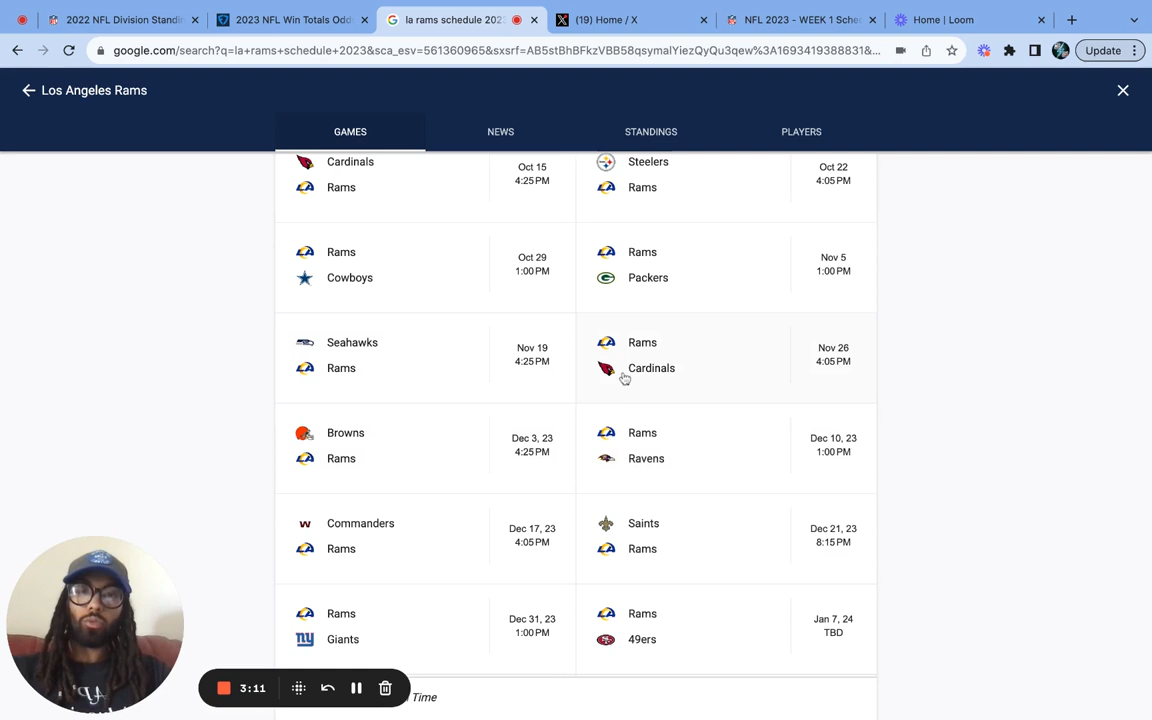 2022 NFL Division Standin
2023 NFL Win Totals Odd
la rams schedule 202
(19) Home / X
NFL 2023 - WEEK 1 Sche
Home | Loom
google.com/search?q=la+rams+schedule+2023&sca_esv=561360965&sxsrf=AB5stBhBFkzVBB58qsymalYiezQyQu3qew%3A1693419388831&...
Update
Los Angeles Rams
GAMES
NEWS
STANDINGS
PLAYERS
Cardinals
Rams
Oct 15
4:25 PM
Steelers
Rams
Oct 22
4:05 PM
Rams
Cowboys
Oct 29
1:00 PM
Rams
Packers
Nov 5
1:00 PM
Seahawks
Rams
Nov 19
4:25 PM
Rams
Cardinals
Nov 26
4:05 PM
Browns
Rams
Dec 3, 23
4:25 PM
Rams
Ravens
Dec 10, 23
1:00 PM
Commanders
Rams
Dec 17, 23
4:05 PM
Saints
Rams
Dec 21, 23
8:15 PM
Rams
Giants
Dec 31, 23
1:00 PM
Rams
49ers
Jan 7, 24
TBD
3:11
Time